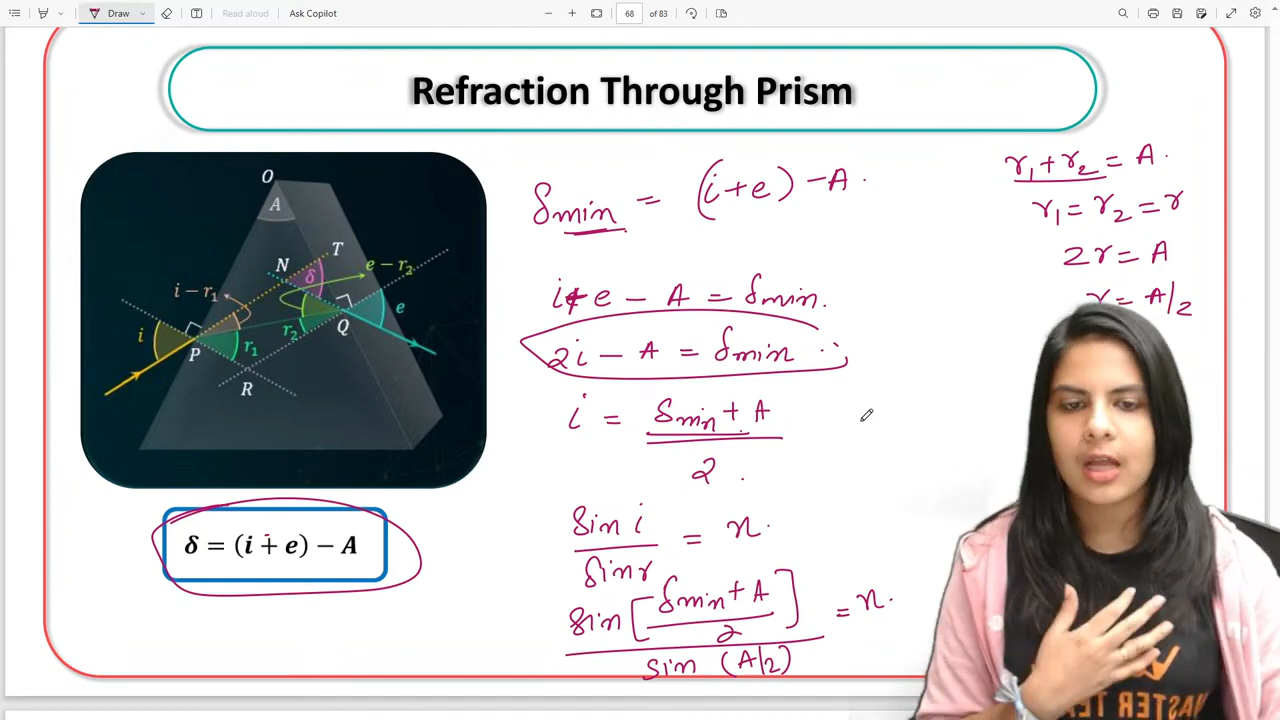 Draw
Read aloud
Ask Copilot
68 of 83
Refraction Through Prism
O
A
N
T
δ
e − r₂
i − r₁
i
P
r₁
r₂
Q
e
R
δ = (i + e) − A
δmin = (i+e) − A.
i+e − A = δmin.
2i − A = δmin
i = δmin + A / 2.
sin i / sin r = n.
sin [δmin + A / 2] / sin (A/2) = n.
r₁ + r₂ = A.
r₁ = r₂ = r
2r = A
r = A/2